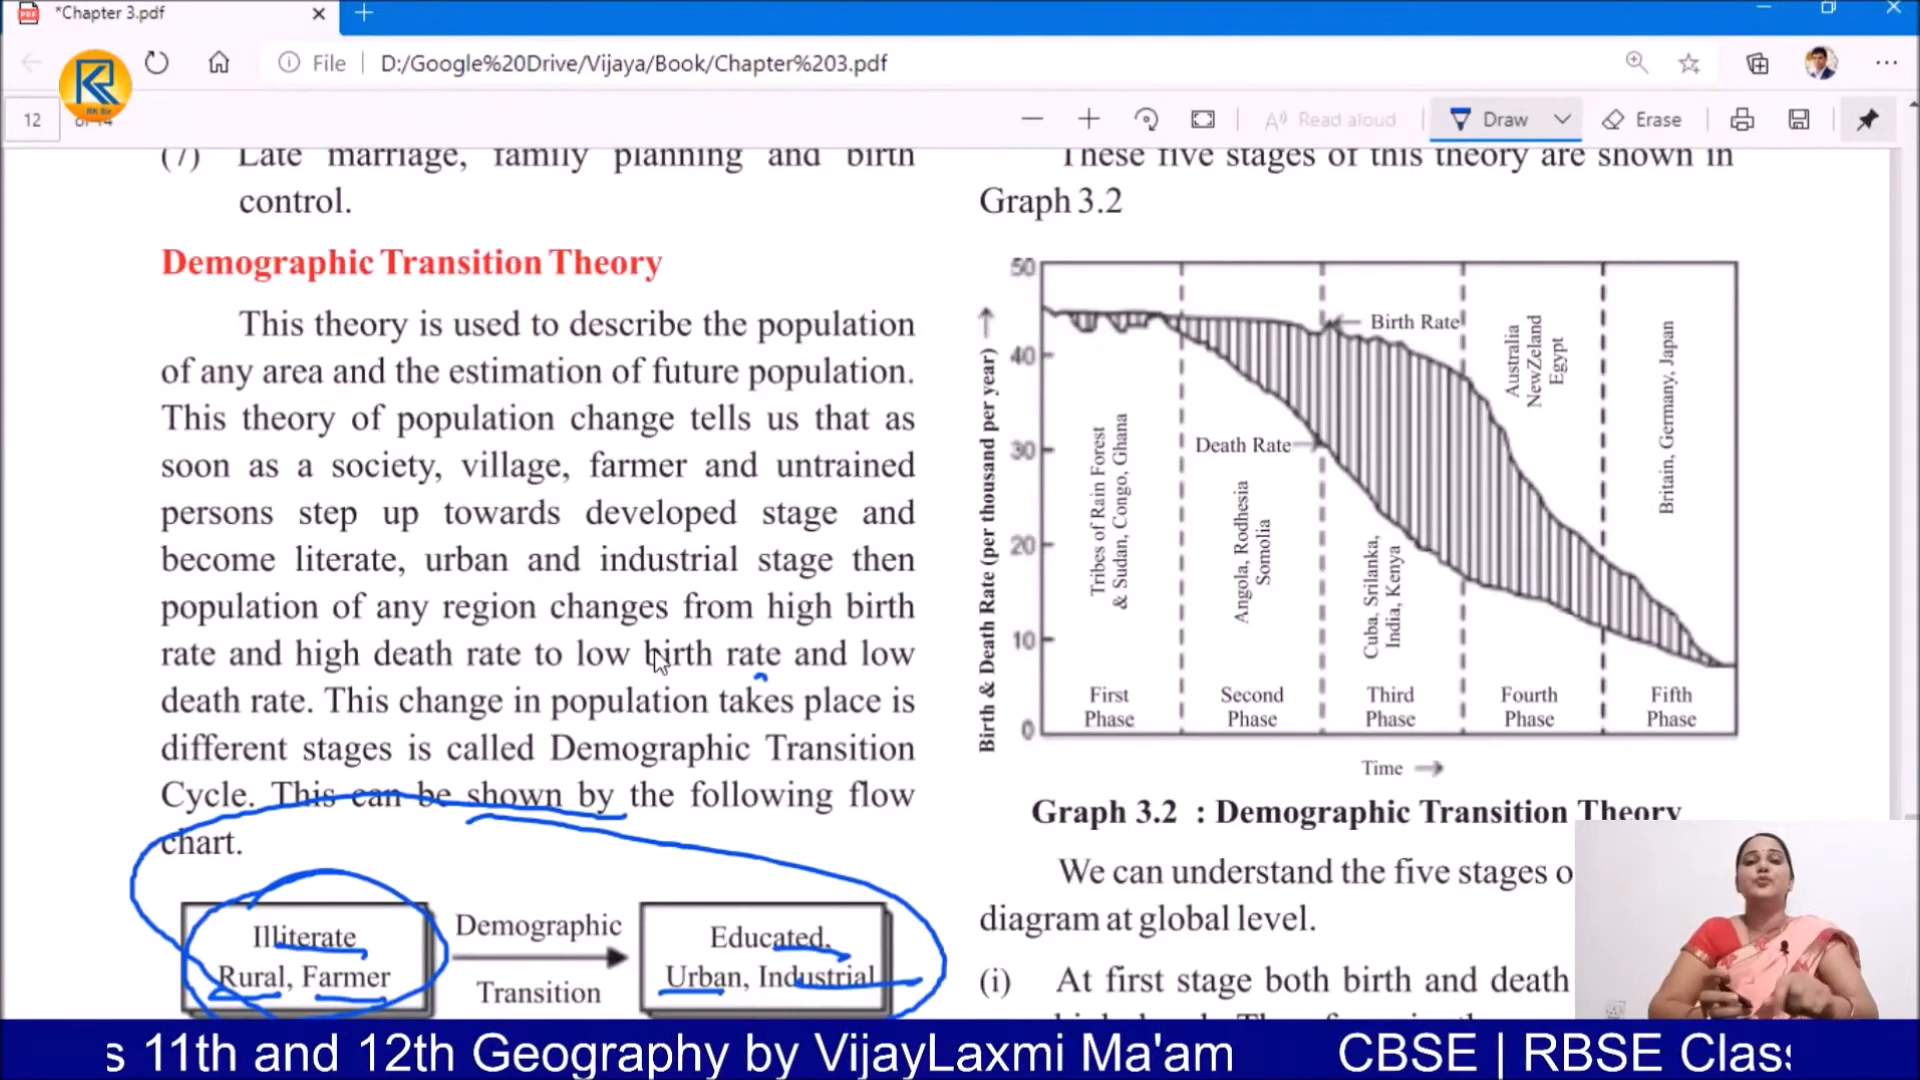 *Chapter 3.pdf
File
D:/Google%20Drive/Vijaya/Book/Chapter%203.pdf
RK Sir
12
of 14
Read aloud
Draw
Erase
(7) Late marriage, family planning and birth
control.
Demographic Transition Theory
This theory is used to describe the population
of any area and the estimation of future population.
This theory of population change tells us that as
soon as a society, village, farmer and untrained
persons step up towards developed stage and
become literate, urban and industrial stage then
population of any region changes from high birth
rate and high death rate to low birth rate and low
death rate. This change in population takes place is
different stages is called Demographic Transition
Cycle. This can be shown by the following flow
chart.
Illiterate
Rural, Farmer
Demographic
Transition
Educated,
Urban, Industrial
These five stages of this theory are shown in
Graph 3.2
Birth & Death Rate (per thousand per year)
50
40
30
20
10
0
Birth Rate
Death Rate
Tribes of Rain Forest
& Sudan, Congo, Ghana
Angola, Rodhesia
Somolia
Cuba, Srilanka,
India, Kenya
Australia
NewZeland
Egypt
Britain, Germany, Japan
First
Phase
Second
Phase
Third
Phase
Fourth
Phase
Fifth
Phase
Time
Graph 3.2 : Demographic Transition Theory
We can understand the five stages o
diagram at global level.
(i) At first stage both birth and death
s 11th and 12th Geography by VijayLaxmi Ma'am CBSE | RBSE Class